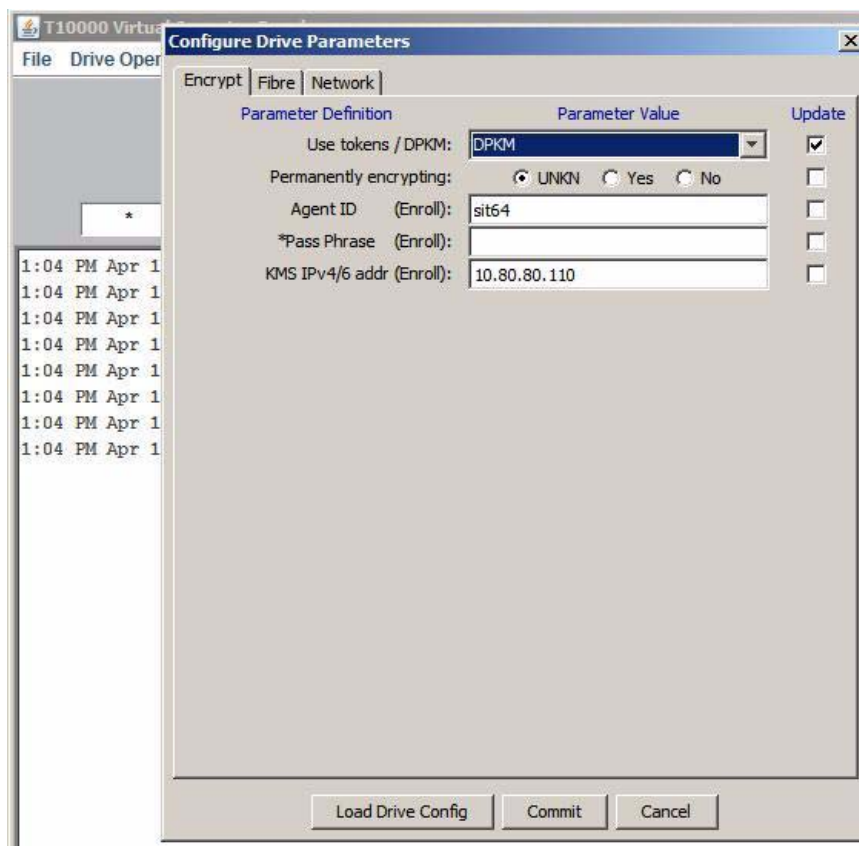 T10000 Virtua
Configure Drive Parameters
File Drive Oper
Encrypt Fibre Network
Parameter Definition Parameter Value Update
Use tokens / DPKM: DPKM
Permanently encrypting: UNKN Yes No
Agent ID (Enroll): sit64
*
*Pass Phrase (Enroll):
KMS IPv4/6 addr (Enroll): 10.80.80.110
1:04 PM Apr 1
1:04 PM Apr 1
1:04 PM Apr 1
1:04 PM Apr 1
1:04 PM Apr 1
1:04 PM Apr 1
1:04 PM Apr 1
1:04 PM Apr 1
Load Drive Config Commit Cancel